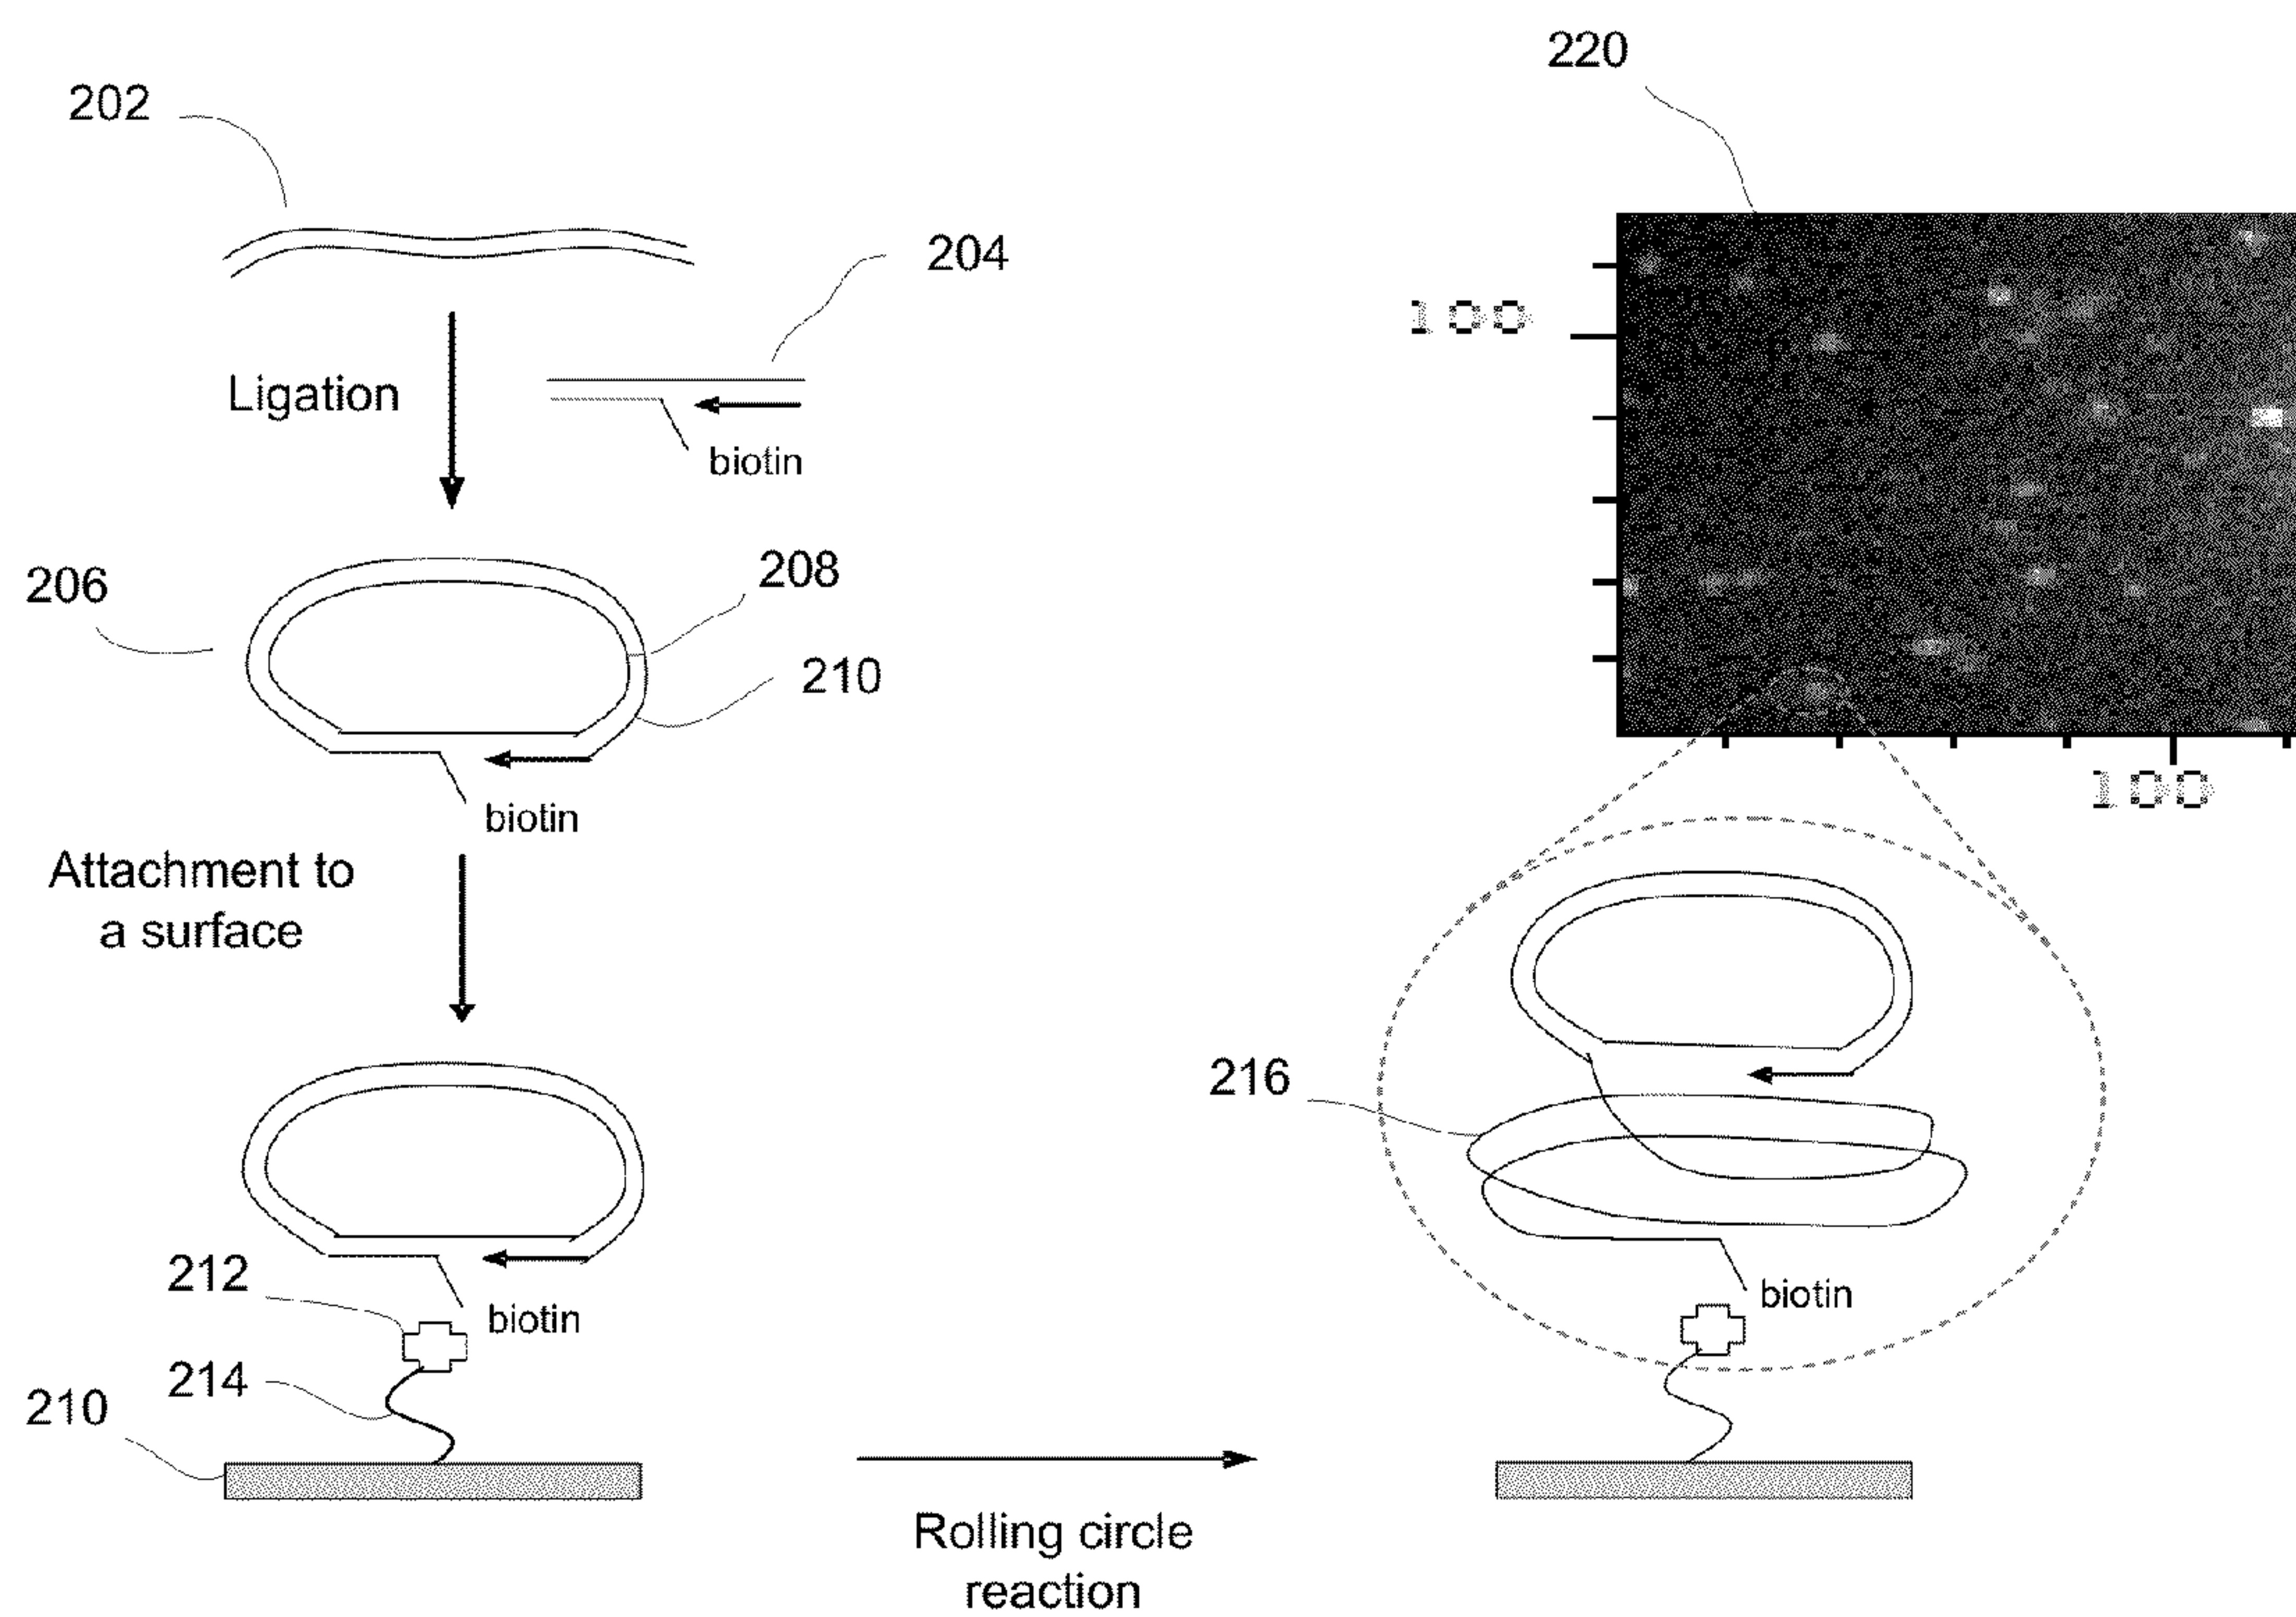 220
202
204
100
Ligation
biotin
208
206
210
100
biotin
Attachment to
a surface
216
212
biotin
biotin
214
210
Rolling circle
reaction